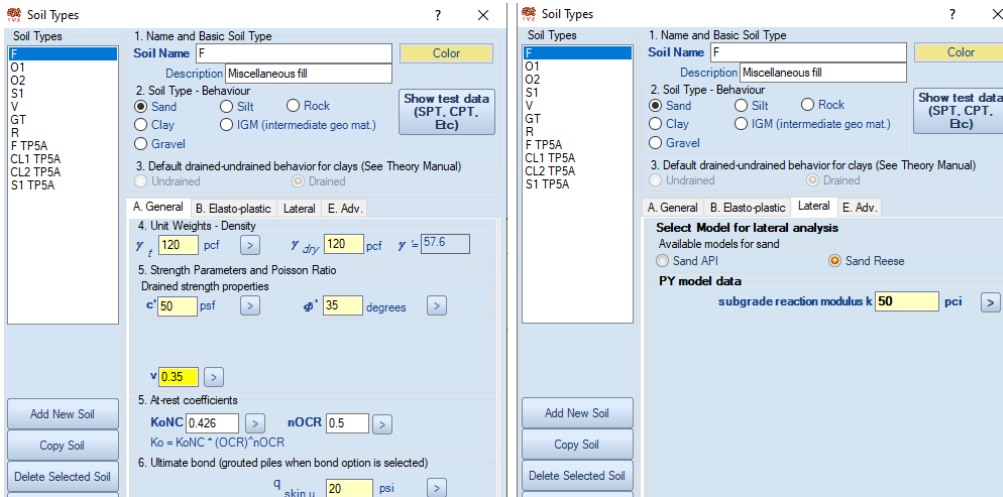 Soil Types ? ×
Soil Types
F
O1
O2
S1
V
GT
R
F TP5A
CL1 TP5A
CL2 TP5A
S1 TP5A
Add New Soil
Copy Soil
Delete Selected Soil
1. Name and Basic Soil Type
Soil Name F Color
Description Miscellaneous fill
2. Soil Type - Behaviour
Sand Silt Rock
Clay IGM (intermediate geo mat.)
Gravel
Show test data
(SPT, CPT,
Etc)
3. Default drained-undrained behavior for clays (See Theory Manual)
Undrained Drained
A. General B. Elasto-plastic Lateral E. Adv.
4. Unit Weights - Density
γ t 120 pcf > γ dry 120 pcf γ '= 57.6
5. Strength Parameters and Poisson Ratio
Drained strength properties
c' 50 psf > Φ' 35 degrees >
v 0.35 >
5. At-rest coefficients
KoNC 0.426 > nOCR 0.5 >
Ko = KoNC * (OCR)^nOCR
6. Ultimate bond (grouted piles when bond option is selected)
q skin,u 20 psi >
Soil Types ? ×
Soil Types
F
O1
O2
S1
V
GT
R
F TP5A
CL1 TP5A
CL2 TP5A
S1 TP5A
Add New Soil
Copy Soil
Delete Selected Soil
1. Name and Basic Soil Type
Soil Name F Color
Description Miscellaneous fill
2. Soil Type - Behaviour
Sand Silt Rock
Clay IGM (intermediate geo mat.)
Gravel
Show test data
(SPT, CPT,
Etc)
3. Default drained-undrained behavior for clays (See Theory Manual)
Undrained Drained
A. General B. Elasto-plastic Lateral E. Adv.
Select Model for lateral analysis
Available models for sand
Sand API Sand Reese
PY model data
subgrade reaction modulus k 50 pci >